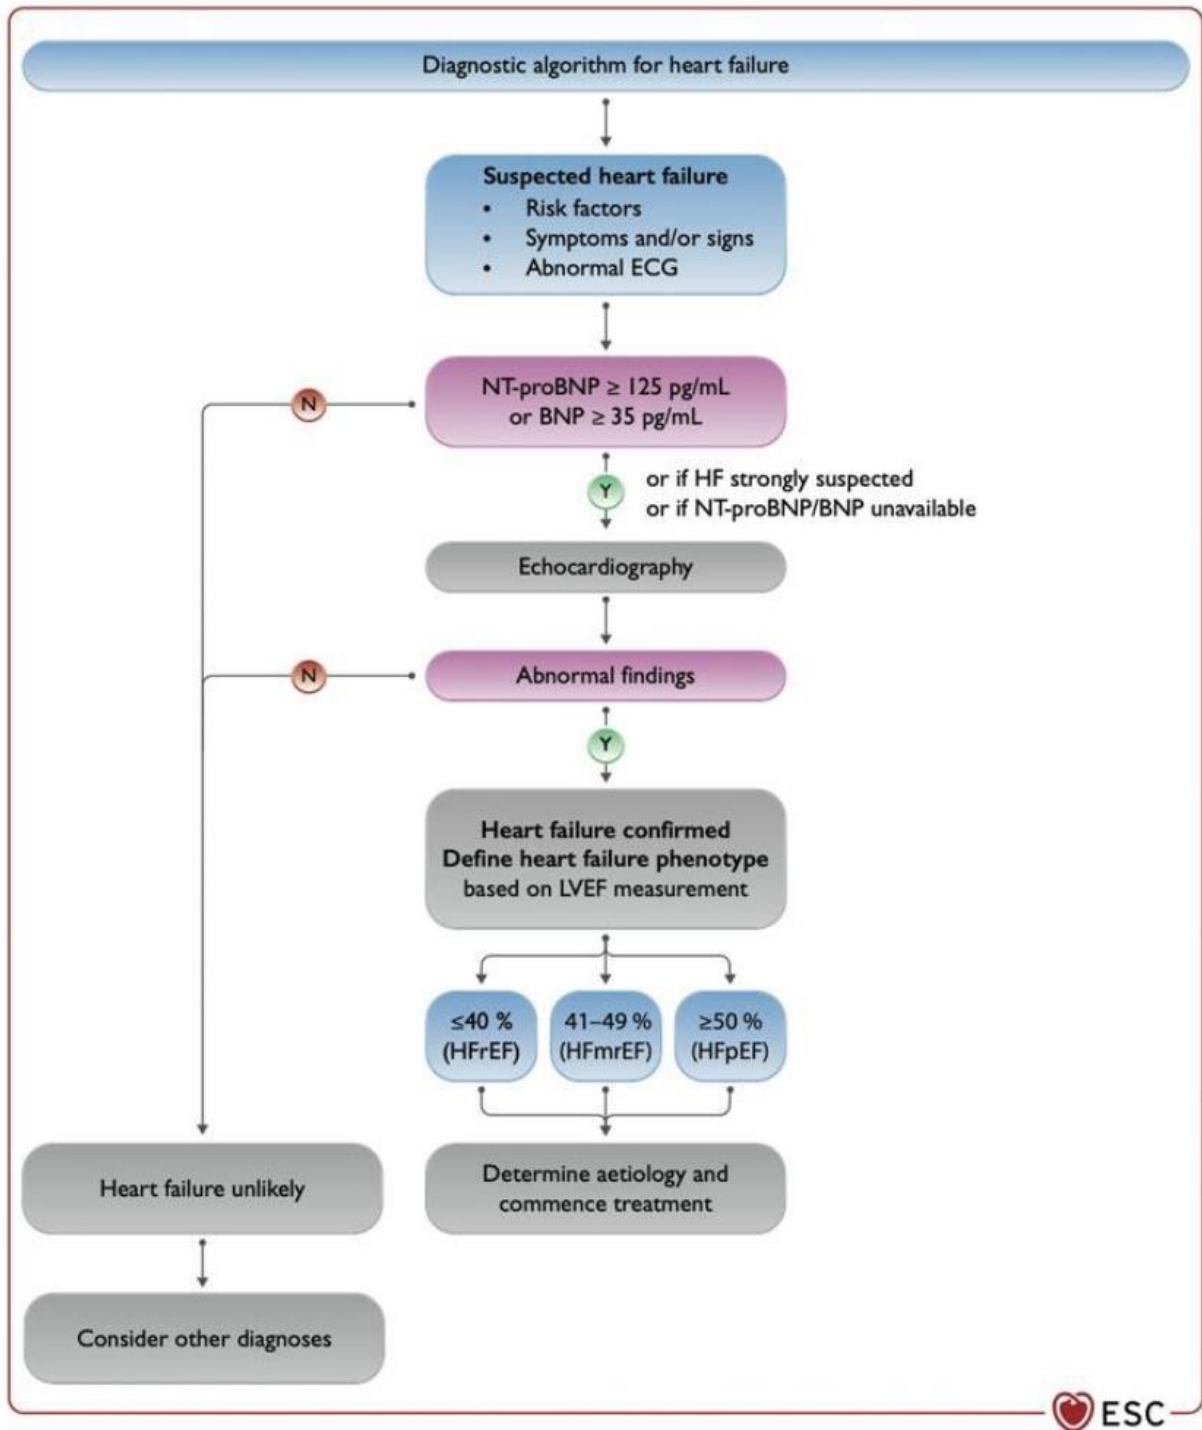 Diagnostic algorithm for heart failure
Suspected heart failure
• Risk factors
• Symptoms and/or signs
• Abnormal ECG
N
NT-proBNP ≥ 125 pg/mL
or BNP ≥ 35 pg/mL
Y
or if HF strongly suspected
or if NT-proBNP/BNP unavailable
Echocardiography
N
Abnormal findings
Y
Heart failure confirmed
Define heart failure phenotype
based on LVEF measurement
≤40 %
(HFrEF)
41–49 %
(HFmrEF)
≥50 %
(HFpEF)
Heart failure unlikely
Determine aetiology and
commence treatment
Consider other diagnoses
ESC